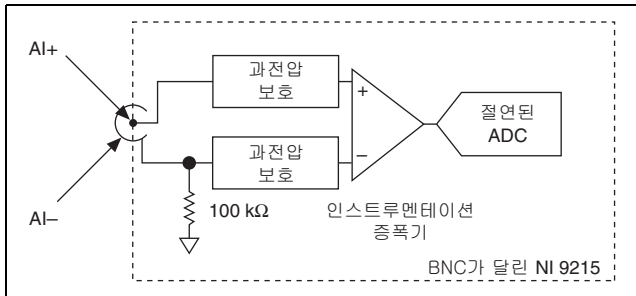 AI+
과전압
보호
+
절연된
ADC
과전압
보호
–
AI–
100 kΩ
인스트루멘테이션
증폭기
BNC가 달린 NI 9215